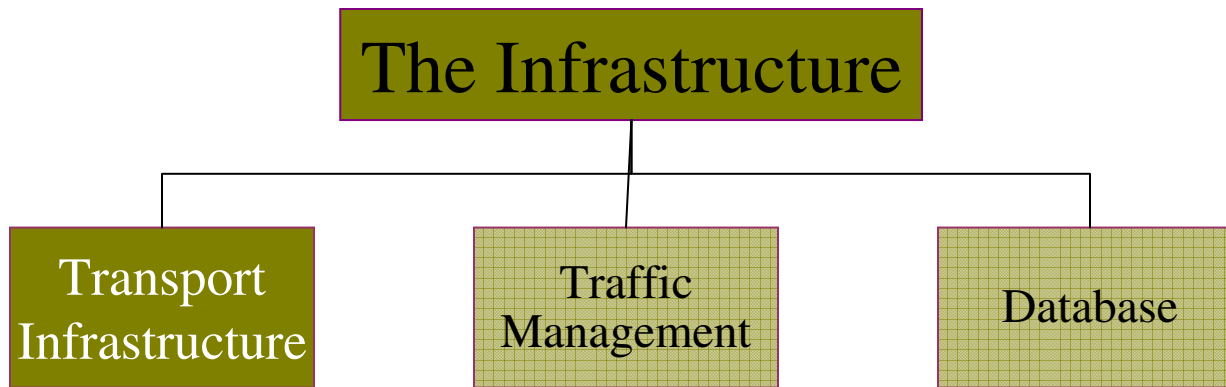 The Infrastructure
Transport
Infrastructure
Traffic
Management
Database